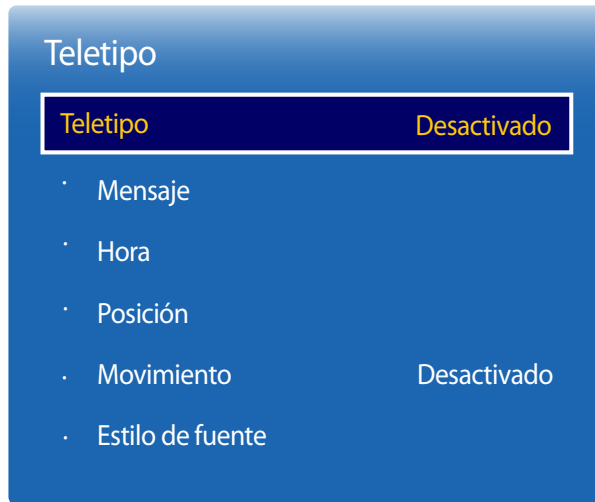 Teletipo
Teletipo Desactivado
· Mensaje
· Hora
· Posición
· Movimiento Desactivado
· Estilo de fuente